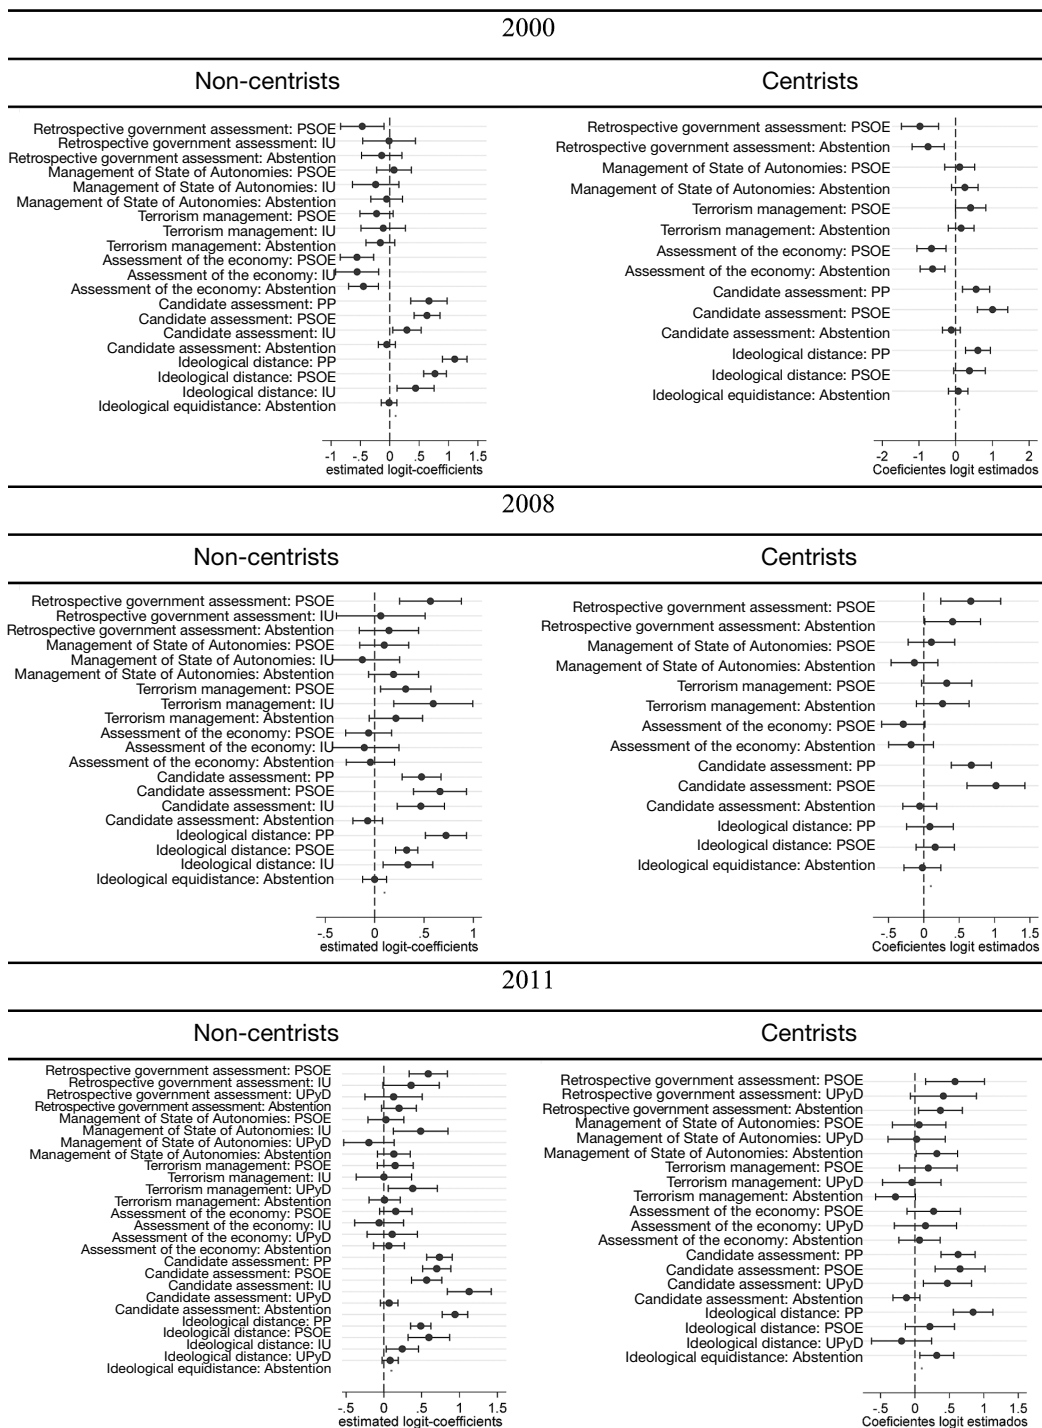 2000
Non-centrists
Centrists
Retrospective government assessment: PSOE
Retrospective government assessment: IU
Retrospective government assessment: Abstention
Management of State of Autonomies: PSOE
Management of State of Autonomies: IU
Management of State of Autonomies: Abstention
Terrorism management: PSOE
Terrorism management: IU
Terrorism management: Abstention
Assessment of the economy: PSOE
Assessment of the economy: IU
Assessment of the economy: Abstention
Candidate assessment: PP
Candidate assessment: PSOE
Candidate assessment: IU
Candidate assessment: Abstention
Ideological distance: PP
Ideological distance: PSOE
Ideological distance: IU
Ideological equidistance: Abstention
-1 -.5 0 .5 1 1.5
estimated logit-coefficients
Retrospective government assessment: PSOE
Retrospective government assessment: Abstention
Management of State of Autonomies: PSOE
Management of State of Autonomies: Abstention
Terrorism management: PSOE
Terrorism management: Abstention
Assessment of the economy: PSOE
Assessment of the economy: Abstention
Candidate assessment: PP
Candidate assessment: PSOE
Candidate assessment: Abstention
Ideological distance: PP
Ideological distance: PSOE
Ideological equidistance: Abstention
-2 -1 0 1 2
Coeficientes logit estimados
2008
Non-centrists
Centrists
Retrospective government assessment: PSOE
Retrospective government assessment: IU
Retrospective government assessment: Abstention
Management of State of Autonomies: PSOE
Management of State of Autonomies: IU
Management of State of Autonomies: Abstention
Terrorism management: PSOE
Terrorism management: IU
Terrorism management: Abstention
Assessment of the economy: PSOE
Assessment of the economy: IU
Assessment of the economy: Abstention
Candidate assessment: PP
Candidate assessment: PSOE
Candidate assessment: IU
Candidate assessment: Abstention
Ideological distance: PP
Ideological distance: PSOE
Ideological distance: IU
Ideological equidistance: Abstention
-.5 0 .5 1
estimated logit-coefficients
Retrospective government assessment: PSOE
Retrospective government assessment: Abstention
Management of State of Autonomies: PSOE
Management of State of Autonomies: Abstention
Terrorism management: PSOE
Terrorism management: Abstention
Assessment of the economy: PSOE
Assessment of the economy: Abstention
Candidate assessment: PP
Candidate assessment: PSOE
Candidate assessment: Abstention
Ideological distance: PP
Ideological distance: PSOE
Ideological equidistance: Abstention
-.5 0 .5 1 1.5
Coeficientes logit estimados
2011
Non-centrists
Centrists
Retrospective government assessment: PSOE
Retrospective government assessment: IU
Retrospective government assessment: UPyD
Retrospective government assessment: Abstention
Management of State of Autonomies: PSOE
Management of State of Autonomies: IU
Management of State of Autonomies: UPyD
Management of State of Autonomies: Abstention
Terrorism management: PSOE
Terrorism management: IU
Terrorism management: UPyD
Terrorism management: Abstention
Assessment of the economy: PSOE
Assessment of the economy: IU
Assessment of the economy: UPyD
Assessment of the economy: Abstention
Candidate assessment: PP
Candidate assessment: PSOE
Candidate assessment: IU
Candidate assessment: UPyD
Candidate assessment: Abstention
Ideological distance: PP
Ideological distance: PSOE
Ideological distance: IU
Ideological distance: UPyD
Ideological equidistance: Abstention
-.5 0 .5 1 1.5
estimated logit-coefficients
Retrospective government assessment: PSOE
Retrospective government assessment: UPyD
Retrospective government assessment: Abstention
Management of State of Autonomies: PSOE
Management of State of Autonomies: UPyD
Management of State of Autonomies: Abstention
Terrorism management: PSOE
Terrorism management: UPyD
Terrorism management: Abstention
Assessment of the economy: PSOE
Assessment of the economy: UPyD
Assessment of the economy: Abstention
Candidate assessment: PP
Candidate assessment: PSOE
Candidate assessment: UPyD
Candidate assessment: Abstention
Ideological distance: PP
Ideological distance: PSOE
Ideological distance: UPyD
Ideological equidistance: Abstention
-.5 0 .5 1 1.5
Coeficientes logit estimados